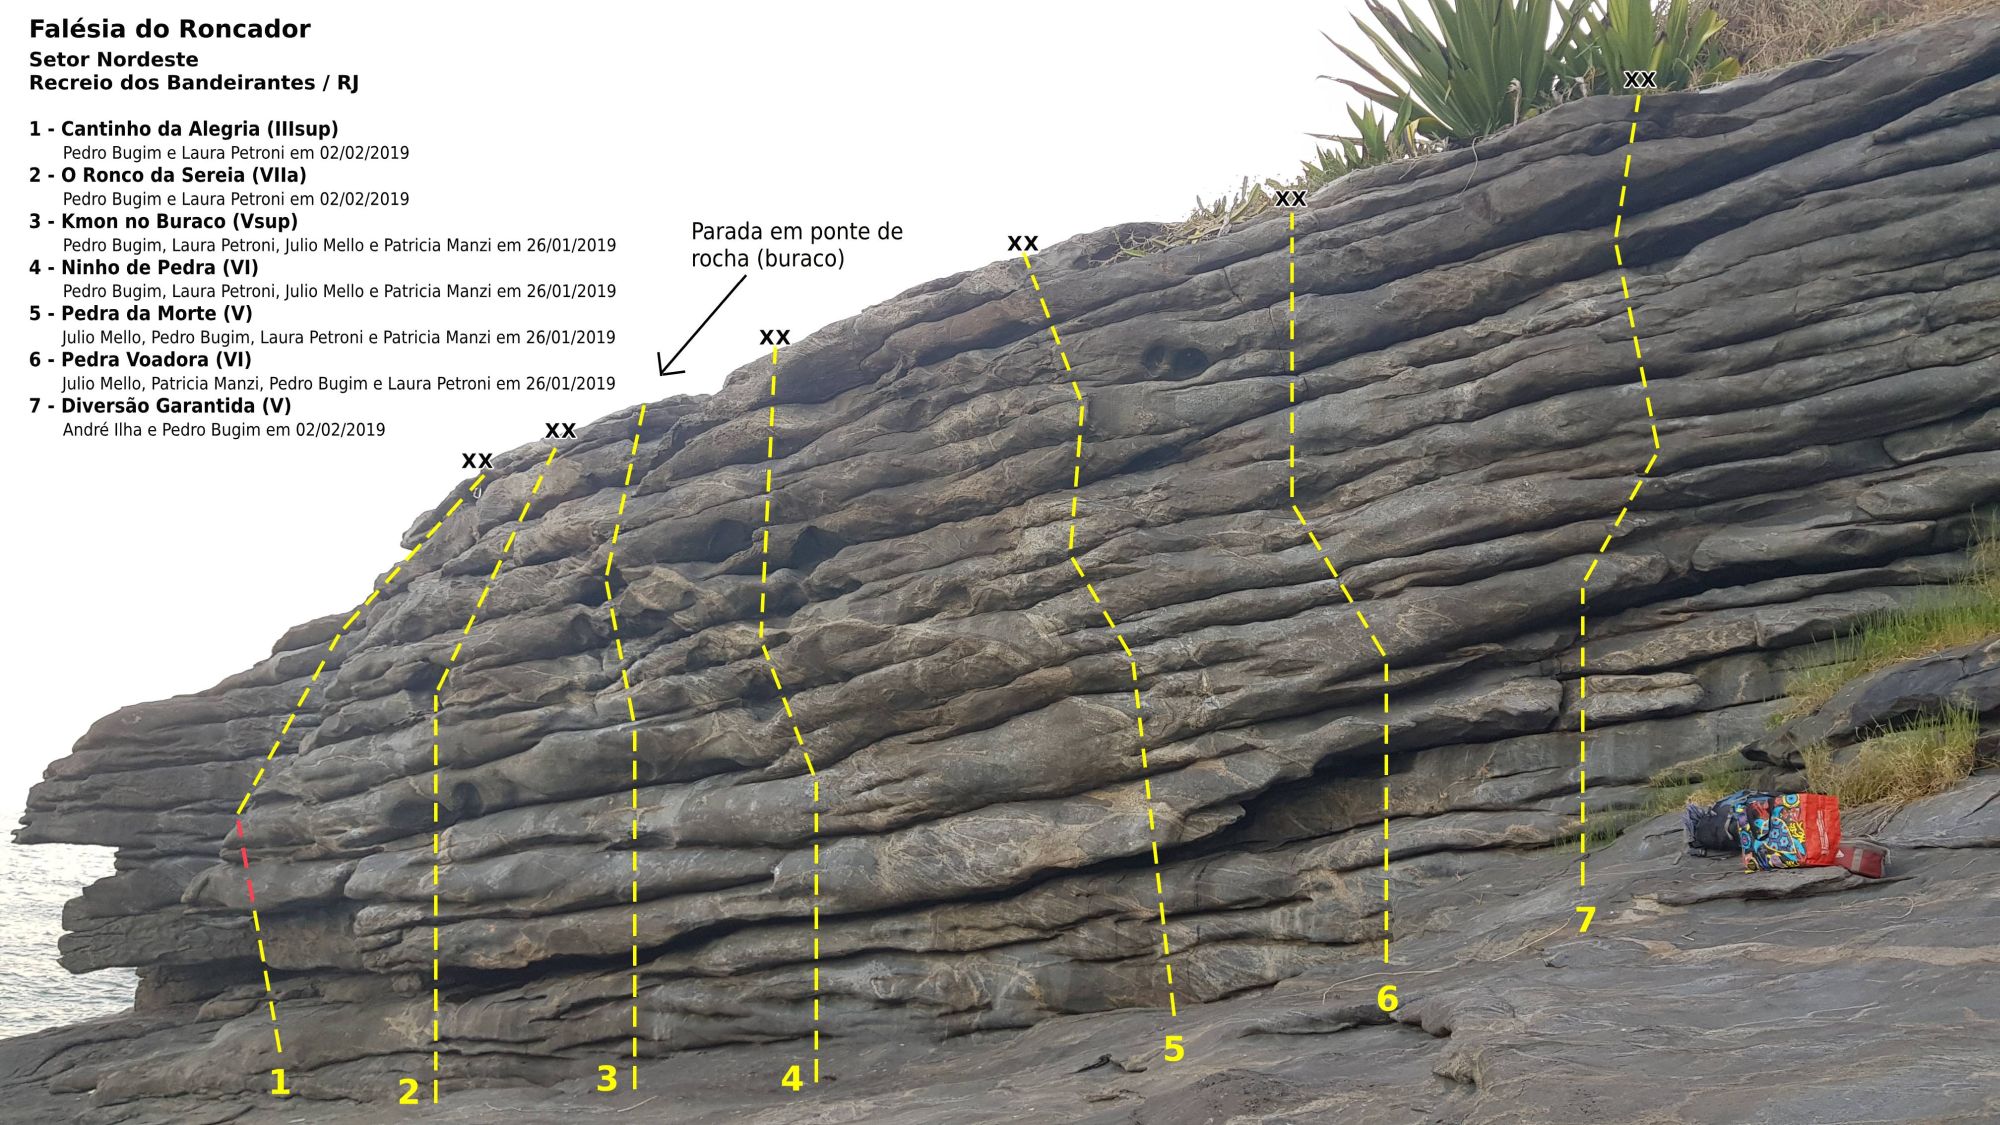 Falésia do Roncador
Setor Nordeste
Recreio dos Bandeirantes / RJ
1 - Cantinho da Alegria (IIIsup)
Pedro Bugim e Laura Petroni em 02/02/2019
2 - O Ronco da Sereia (VIIa)
Pedro Bugim e Laura Petroni em 02/02/2019
3 - Kmon no Buraco (Vsup)
Pedro Bugim, Laura Petroni, Julio Mello e Patricia Manzi em 26/01/2019
4 - Ninho de Pedra (VI)
Pedro Bugim, Laura Petroni, Julio Mello e Patricia Manzi em 26/01/2019
5 - Pedra da Morte (V)
Julio Mello, Pedro Bugim, Laura Petroni e Patricia Manzi em 26/01/2019
6 - Pedra Voadora (VI)
Julio Mello, Patricia Manzi, Pedro Bugim e Laura Petroni em 26/01/2019
7 - Diversão Garantida (V)
André Ilha e Pedro Bugim em 02/02/2019
Parada em ponte de
rocha (buraco)
XX
XX
XX
XX
XX
XX
1
2
3
4
5
6
7